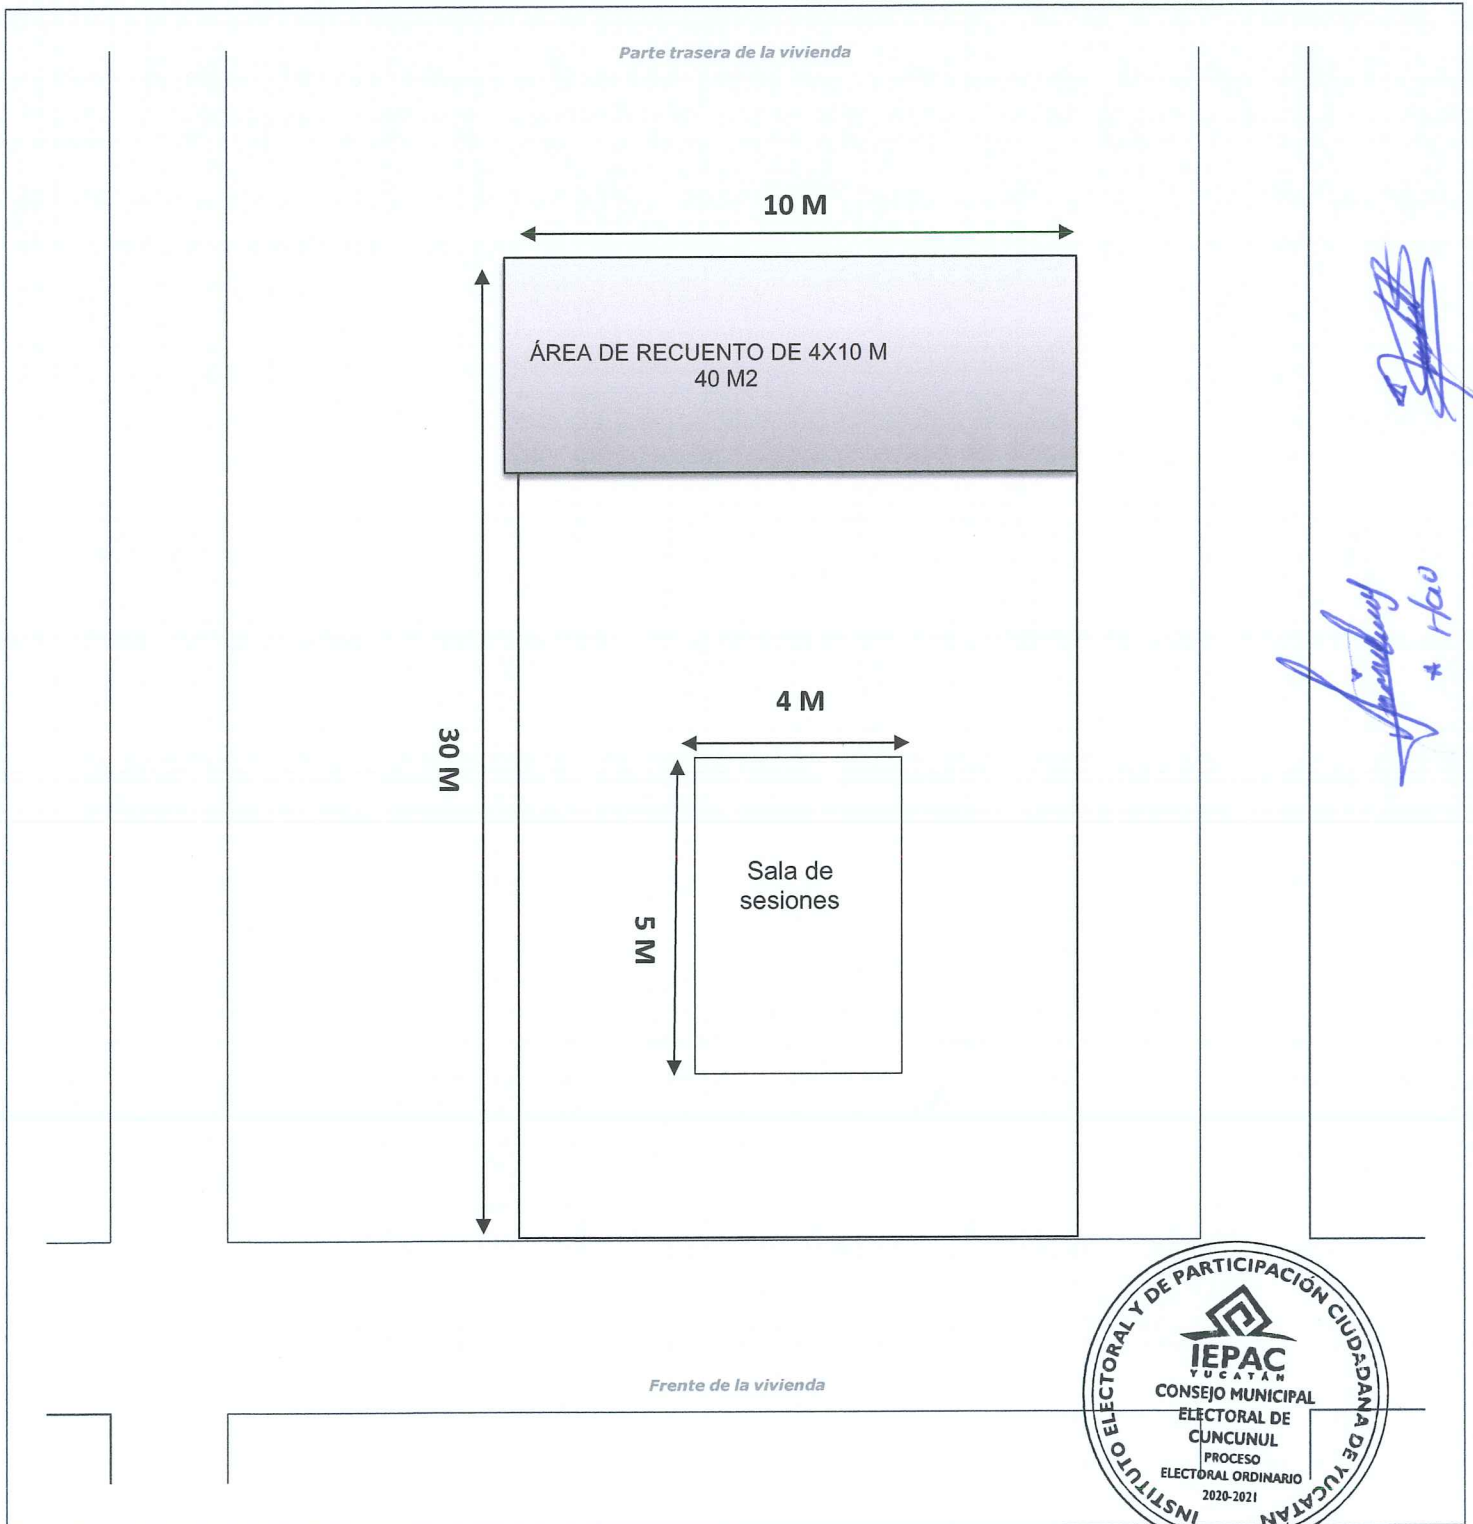 Parte trasera de la vivienda
10 M
ÁREA DE RECUENTO DE 4X10 M
40 M2
30 M
4 M
5 M
Sala de
sesiones
Frente de la vivienda
INSTITUTO ELECTORAL Y DE PARTICIPACIÓN CIUDADANA DE YUCATÁN
IEPAC
YUCATÁN
CONSEJO MUNICIPAL
ELECTORAL DE
CUNCUNUL
PROCESO
ELECTORAL ORDINARIO
2020-2021